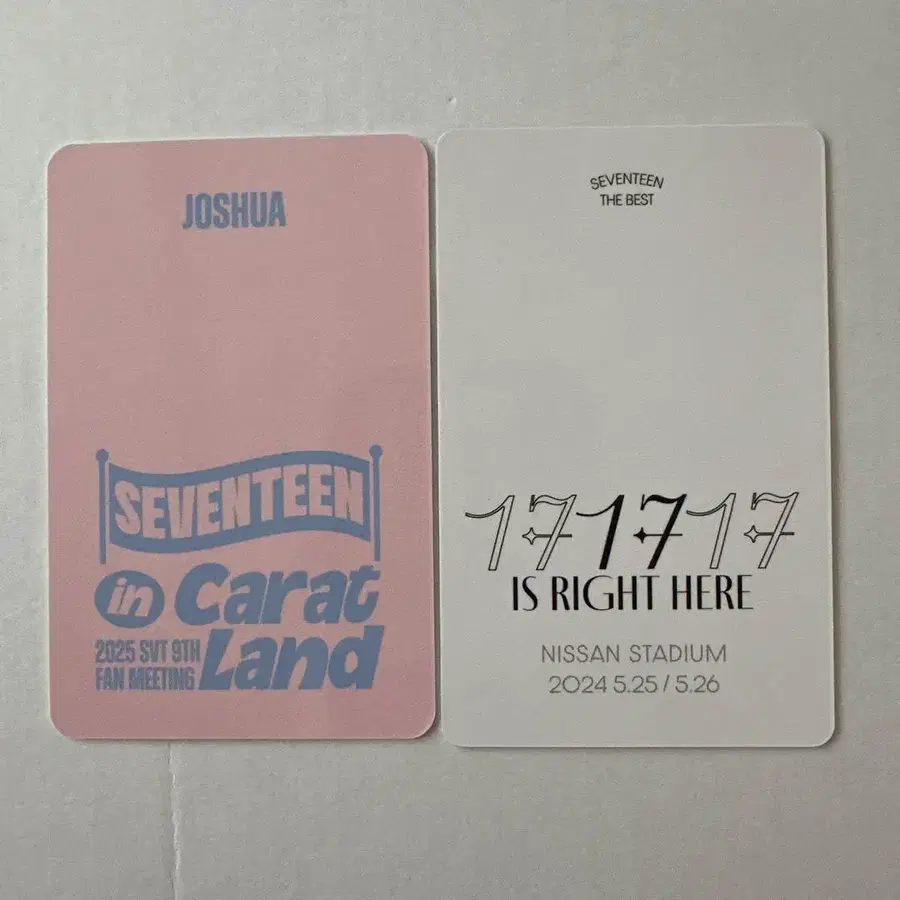 JOSHUA
SEVENTEEN
in Carat
2025 SVT 9TH
FAN MEETING
Land
SEVENTEEN
THE BEST
17 17 17
IS RIGHT HERE
NISSAN STADIUM
2024 5.25 / 5.26